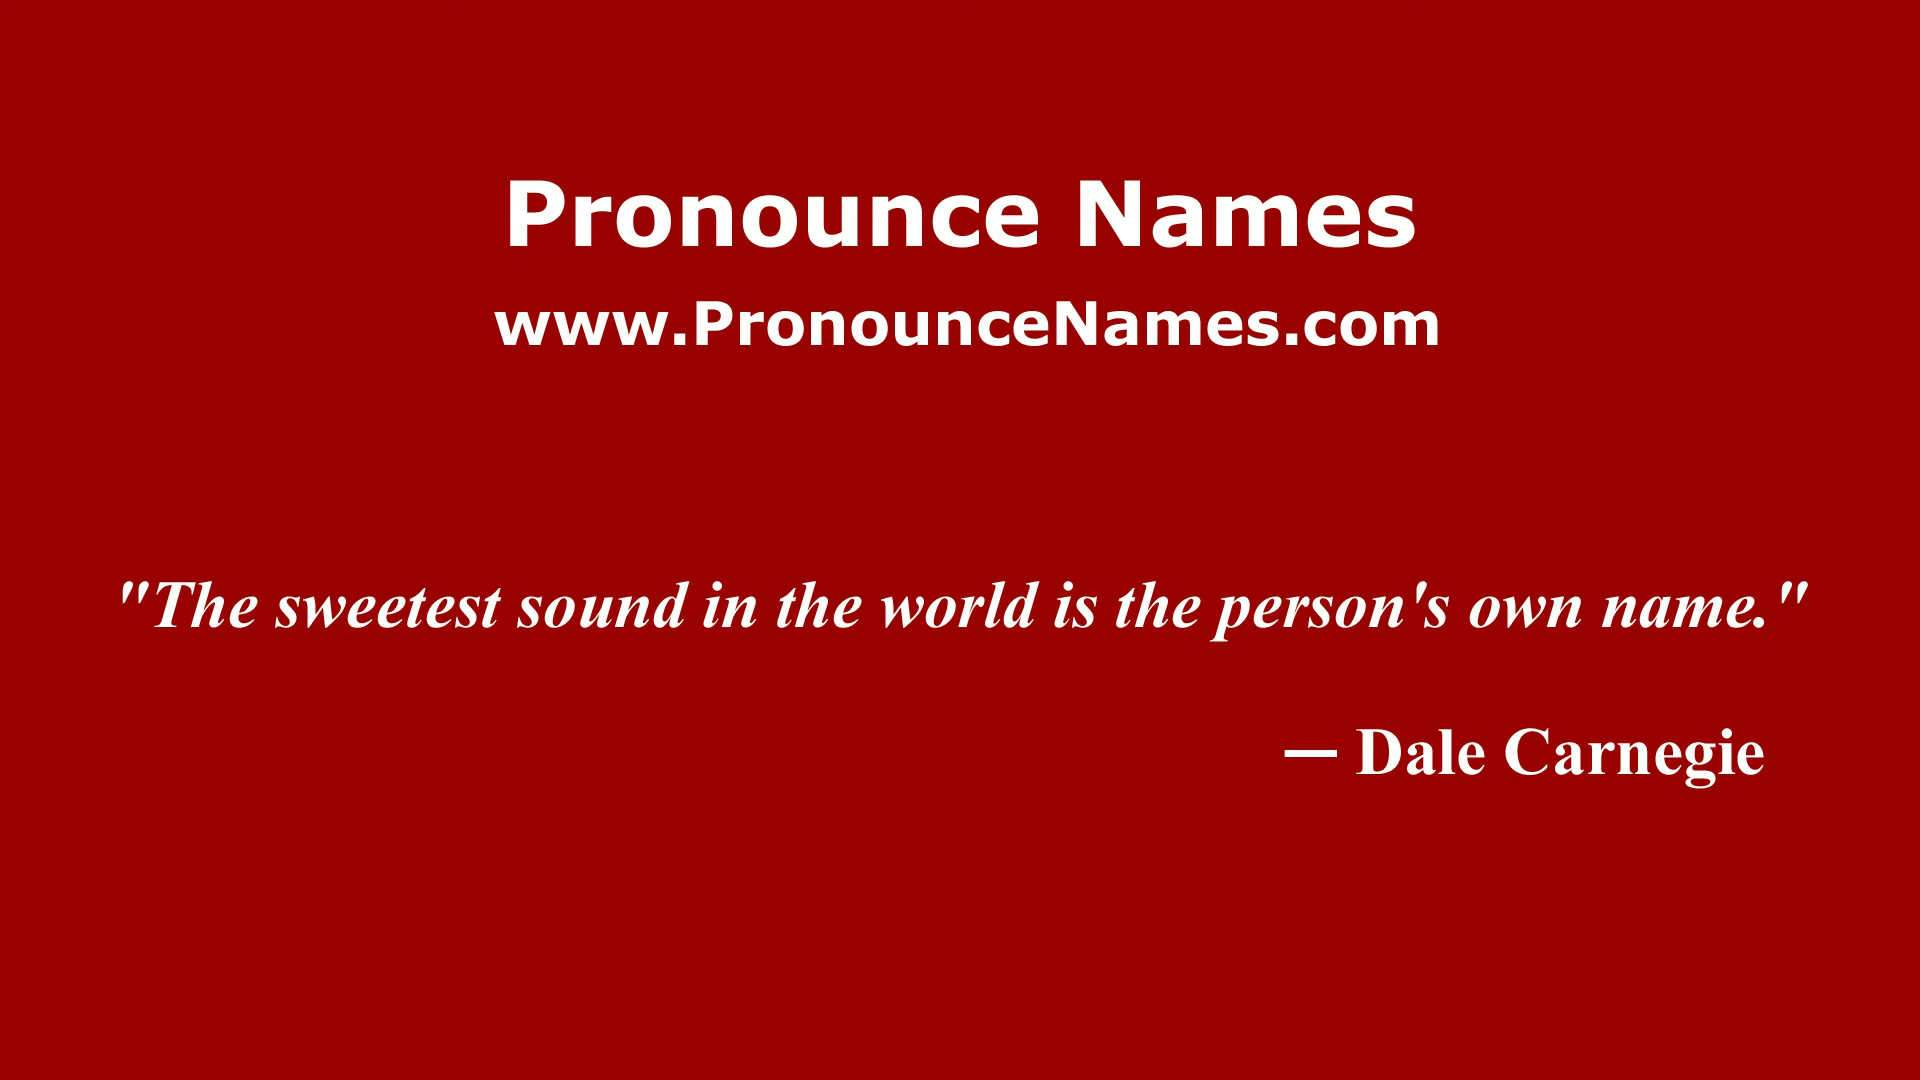 Pronounce Names
www.PronounceNames.com
"The sweetest sound in the world is the person's own name."
— Dale Carnegie